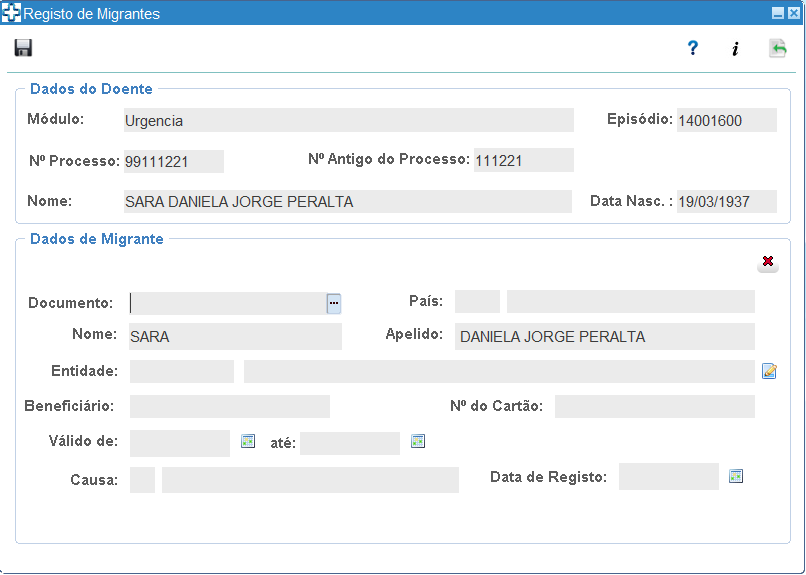 Registo de Migrantes
? i
Dados do Doente
Módulo: Urgencia Episódio: 14001600
Nº Processo: 99111221 Nº Antigo do Processo: 111221
Nome: SARA DANIELA JORGE PERALTA Data Nasc. : 19/03/1937
Dados de Migrante
Documento: ... País:
Nome: SARA Apelido: DANIELA JORGE PERALTA
Entidade:
Beneficiário: Nº do Cartão:
Válido de: até:
Causa: Data de Registo: